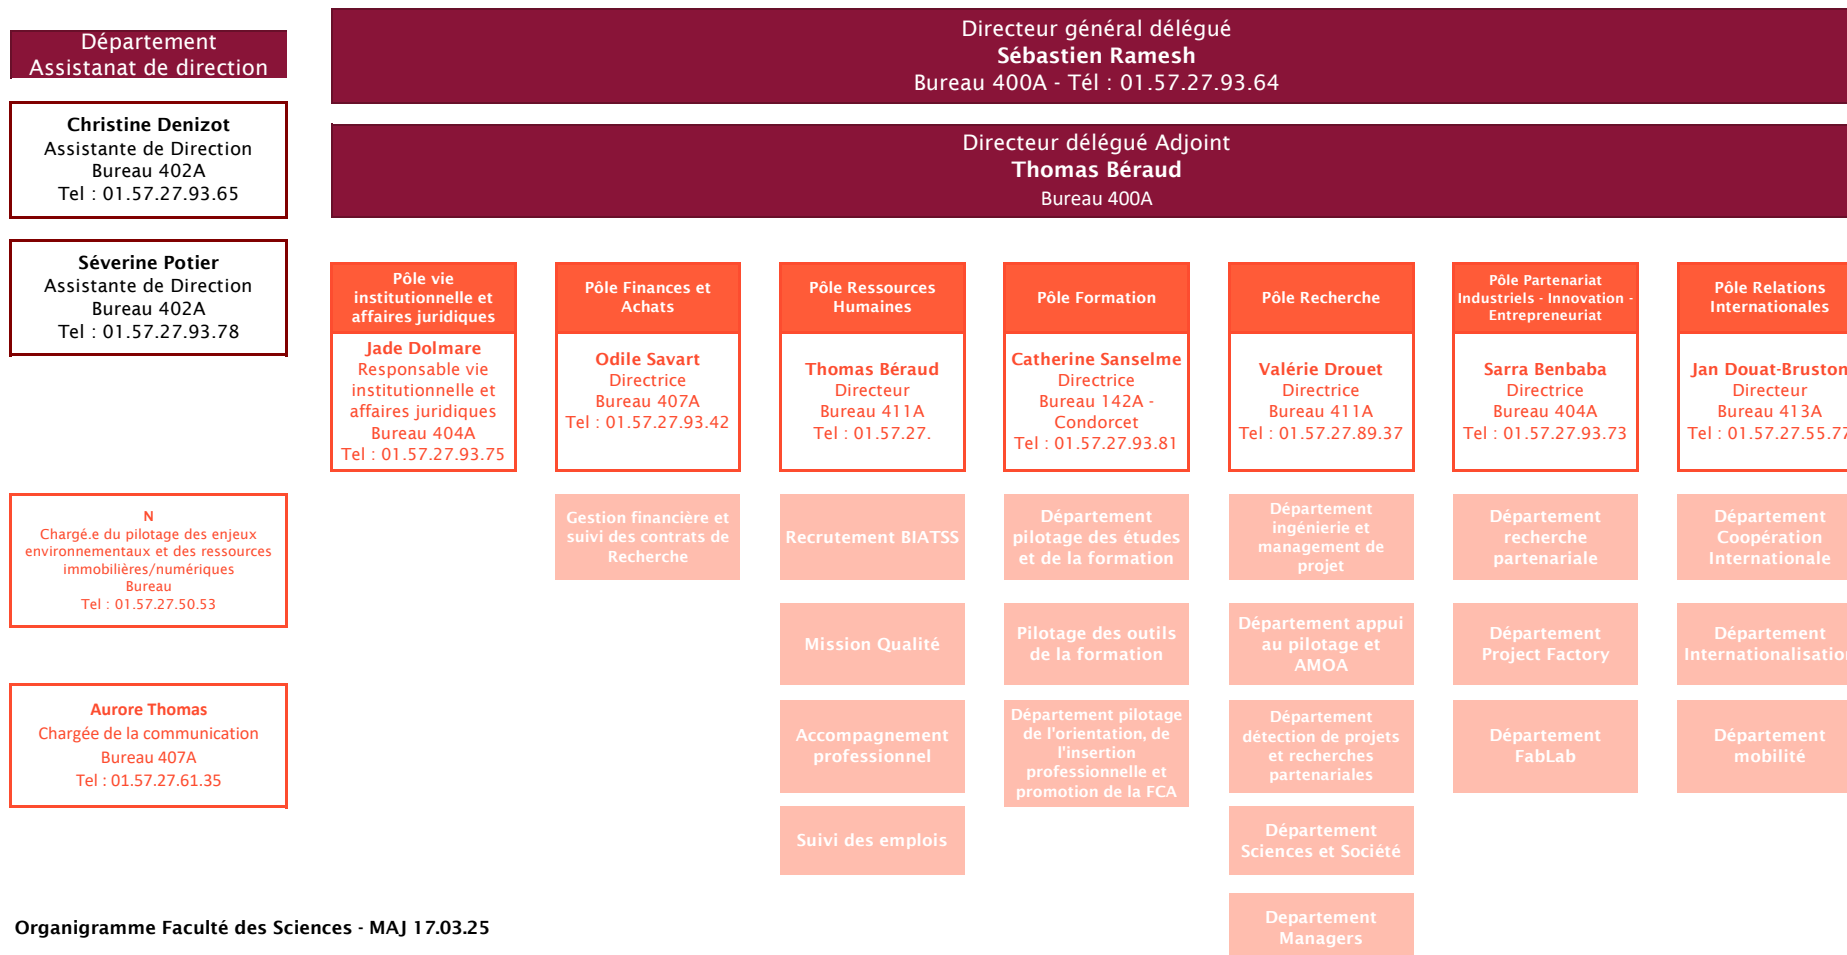 Département
Assistanat de direction
Christine Denizot
Assistante de Direction
Bureau 402A
Tel : 01.57.27.93.65
Séverine Potier
Assistante de Direction
Bureau 402A
Tel : 01.57.27.93.78
Directeur général délégué
Sébastien Ramesh
Bureau 400A - Tél : 01.57.27.93.64
Directeur délégué Adjoint
Thomas Béraud
Bureau 400A
Pôle vie
institutionnelle et
affaires juridiques
Jade Dolmare
Responsable vie
institutionnelle et
affaires juridiques
Bureau 404A
Tel : 01.57.27.93.75
Pôle Finances et
Achats
Odile Savart
Directrice
Bureau 407A
Tel : 01.57.27.93.42
Gestion financière et
suivi des contrats de
Recherche
Pôle Ressources
Humaines
Thomas Béraud
Directeur
Bureau 411A
Tel : 01.57.27.
Recrutement BIATSS
Mission Qualité
Accompagnement
professionnel
Suivi des emplois
Pôle Formation
Catherine Sanselme
Directrice
Bureau 142A -
Condorcet
Tel : 01.57.27.93.81
Département
pilotage des études
et de la formation
Pilotage des outils
de la formation
Département pilotage
de l'orientation, de
l'insertion
professionnelle et
promotion de la FCA
Pôle Recherche
Valérie Drouet
Directrice
Bureau 411A
Tel : 01.57.27.89.37
Département
ingénierie et
management de
projet
Département appui
au pilotage et
AMOA
Département
détection de projets
et recherches
partenariales
Département
Sciences et Société
Departement
Managers
Pôle Partenariat
Industriels - Innovation -
Entrepreneuriat
Sarra Benbaba
Directrice
Bureau 404A
Tel : 01.57.27.93.73
Département
recherche
partenariale
Département
Project Factory
Département
FabLab
Pôle Relations
Internationales
Jan Douat-Bruston
Directeur
Bureau 413A
Tel : 01.57.27.55.77
Département
Coopération
Internationale
Département
Internationalisation
Département
mobilité
N
Chargé.e du pilotage des enjeux
environnementaux et des ressources
immobilières/numériques
Bureau
Tel : 01.57.27.50.53
Aurore Thomas
Chargée de la communication
Bureau 407A
Tel : 01.57.27.61.35
Organigramme Faculté des Sciences - MAJ 17.03.25